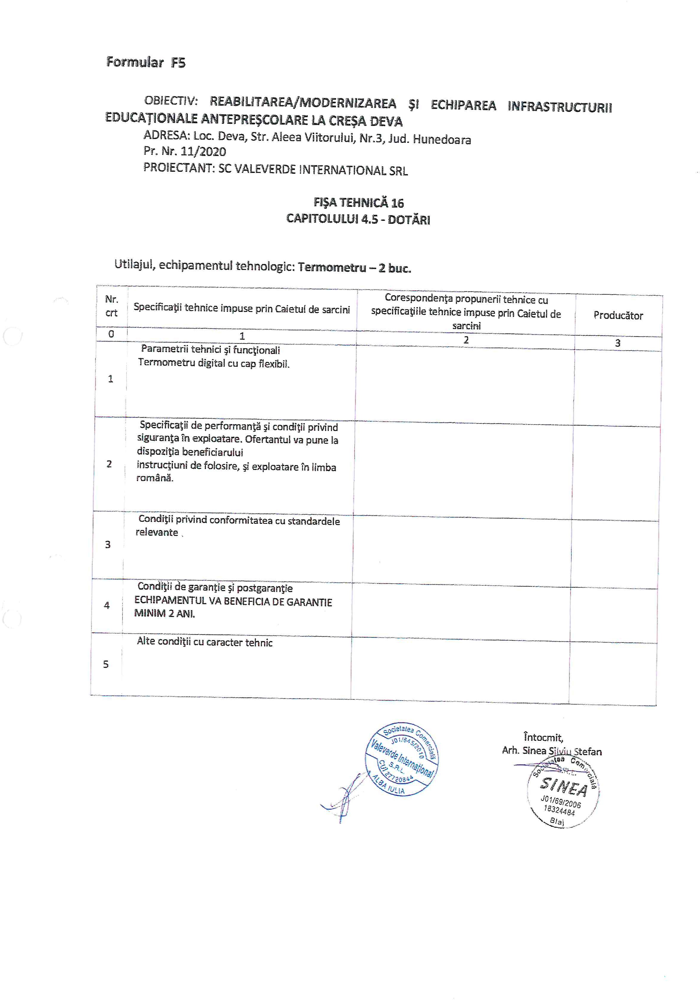 Formular F5
OBIECTIV: REABILITAREA/MODERNIZAREA ŞI ECHIPAREA INFRASTRUCTURII
EDUCAȚIONALE ANTEPREŞCOLARE LA CREȘA DEVA
ADRESA: Loc. Deva, Str. Aleea Viitorului, Nr.3, Jud. Hunedoara
Pr. Nr. 11/2020
PROIECTANT: SC VALEVERDE INTERNATIONAL SRL
FIŞA TEHNICĂ 16
CAPITOLULUI 4.5 - DOTĂRI
Utilajul, echipamentul tehnologic: Termometru – 2 buc.
Nr.
crt
Specificaţii tehnice impuse prin Caietul de sarcini
Corespondenţa propunerii tehnice cu
specificaţiile tehnice impuse prin Caietul de
sarcini
Producător
0
1
2
3
1
Parametrii tehnici şi funcţionali
Termometru digital cu cap flexibil.
2
Specificaţii de performanţă şi condiţii privind
siguranţa în exploatare. Ofertantul va pune la
dispoziţia beneficiarului
instrucţiuni de folosire, şi exploatare în limba
română.
3
Condiţii privind conformitatea cu standardele
relevante .
4
Condiţii de garanţie şi postgaranţie
ECHIPAMENTUL VA BENEFICIA DE GARANTIE
MINIM 2 ANI.
5
Alte condiţii cu caracter tehnic
Societatea Comercială
J01/645/2010
Valeverde Internaţional
S.R.L.
CUI 27720844
ALBA IULIA
Întocmit,
Arh. Sinea Silviu Stefan
Societatea Comercială
S.R.L.
SINEA
J01/69/2006
18324484
Blaj